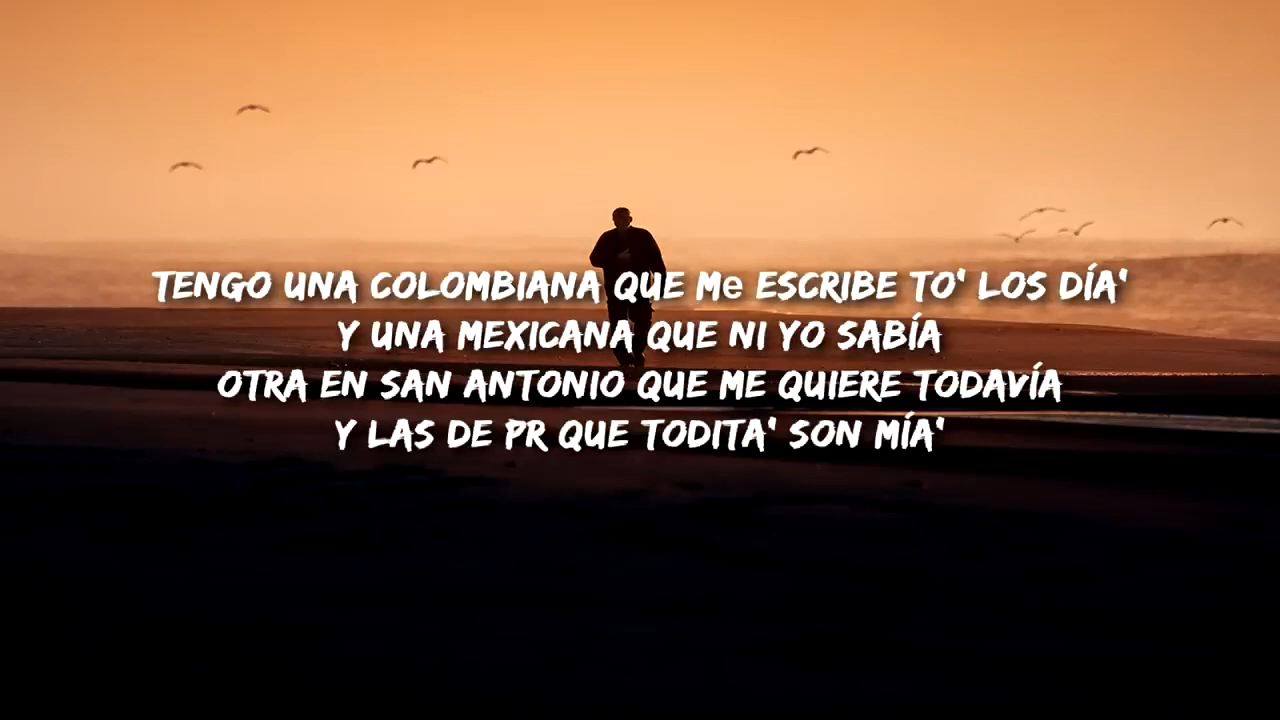 TENGO UNA COLOMBIANA QUE Me ESCRIBE TO' LOS DÍA'
Y UNA MEXICANA QUE NI YO SABÍA
OTRA EN SAN ANTONIO QUE ME QUIERE TODAVÍA
Y LAS DE PR QUE TODITA' SON MÍA'